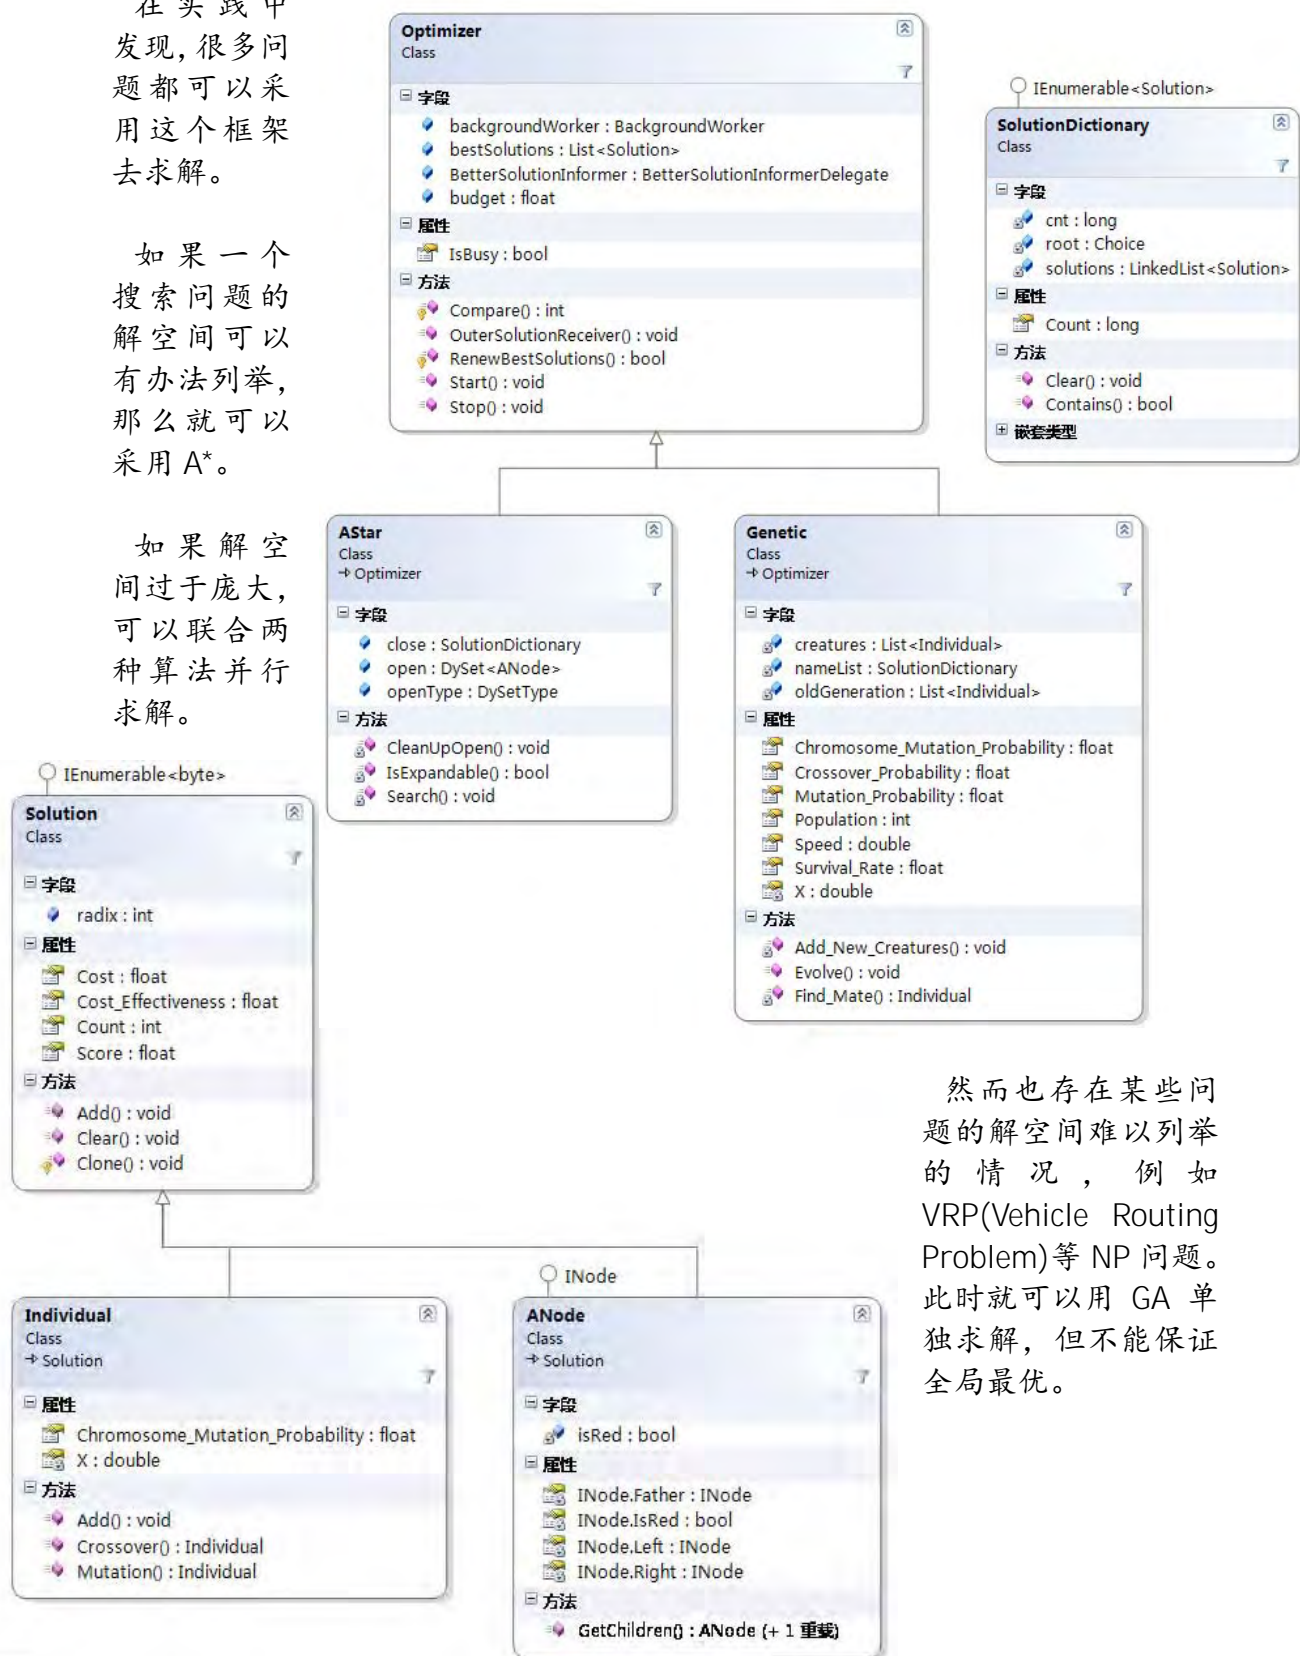 在实践中
发现,很多问
题都可以采
用这个框架
去求解。
如果一个
搜索问题的
解空间可以
有办法列举,
那么就可以
采用 A*。
如果解空
间过于庞大,
可以联合两
种算法并行
求解。
Optimizer
Class
字段
backgroundWorker : BackgroundWorker
bestSolutions : List<Solution>
BetterSolutionInformer : BetterSolutionInformerDelegate
budget : float
属性
IsBusy : bool
方法
Compare() : int
OuterSolutionReceiver() : void
RenewBestSolutions() : bool
Start() : void
Stop() : void
IEnumerable<Solution>
SolutionDictionary
Class
字段
cnt : long
root : Choice
solutions : LinkedList<Solution>
属性
Count : long
方法
Clear() : void
Contains() : bool
嵌套类型
AStar
Class
Optimizer
字段
close : SolutionDictionary
open : DySet<ANode>
openType : DySetType
方法
CleanUpOpen() : void
IsExpandable() : bool
Search() : void
Genetic
Class
Optimizer
字段
creatures : List<Individual>
nameList : SolutionDictionary
oldGeneration : List<Individual>
属性
Chromosome_Mutation_Probability : float
Crossover_Probability : float
Mutation_Probability : float
Population : int
Speed : double
Survival_Rate : float
X : double
方法
Add_New_Creatures() : void
Evolve() : void
Find_Mate() : Individual
IEnumerable<byte>
Solution
Class
字段
radix : int
属性
Cost : float
Cost_Effectiveness : float
Count : int
Score : float
方法
Add() : void
Clear() : void
Clone() : void
然而也存在某些问
题的解空间难以列举
的情况，例如
VRP(Vehicle Routing
Problem)等 NP 问题。
此时就可以用 GA 单
独求解，但不能保证
全局最优。
Individual
Class
Solution
属性
Chromosome_Mutation_Probability : float
X : double
方法
Add() : void
Crossover() : Individual
Mutation() : Individual
INode
ANode
Class
Solution
字段
isRed : bool
属性
INode.Father : INode
INode.IsRed : bool
INode.Left : INode
INode.Right : INode
方法
GetChildren() : ANode (+ 1 重载)